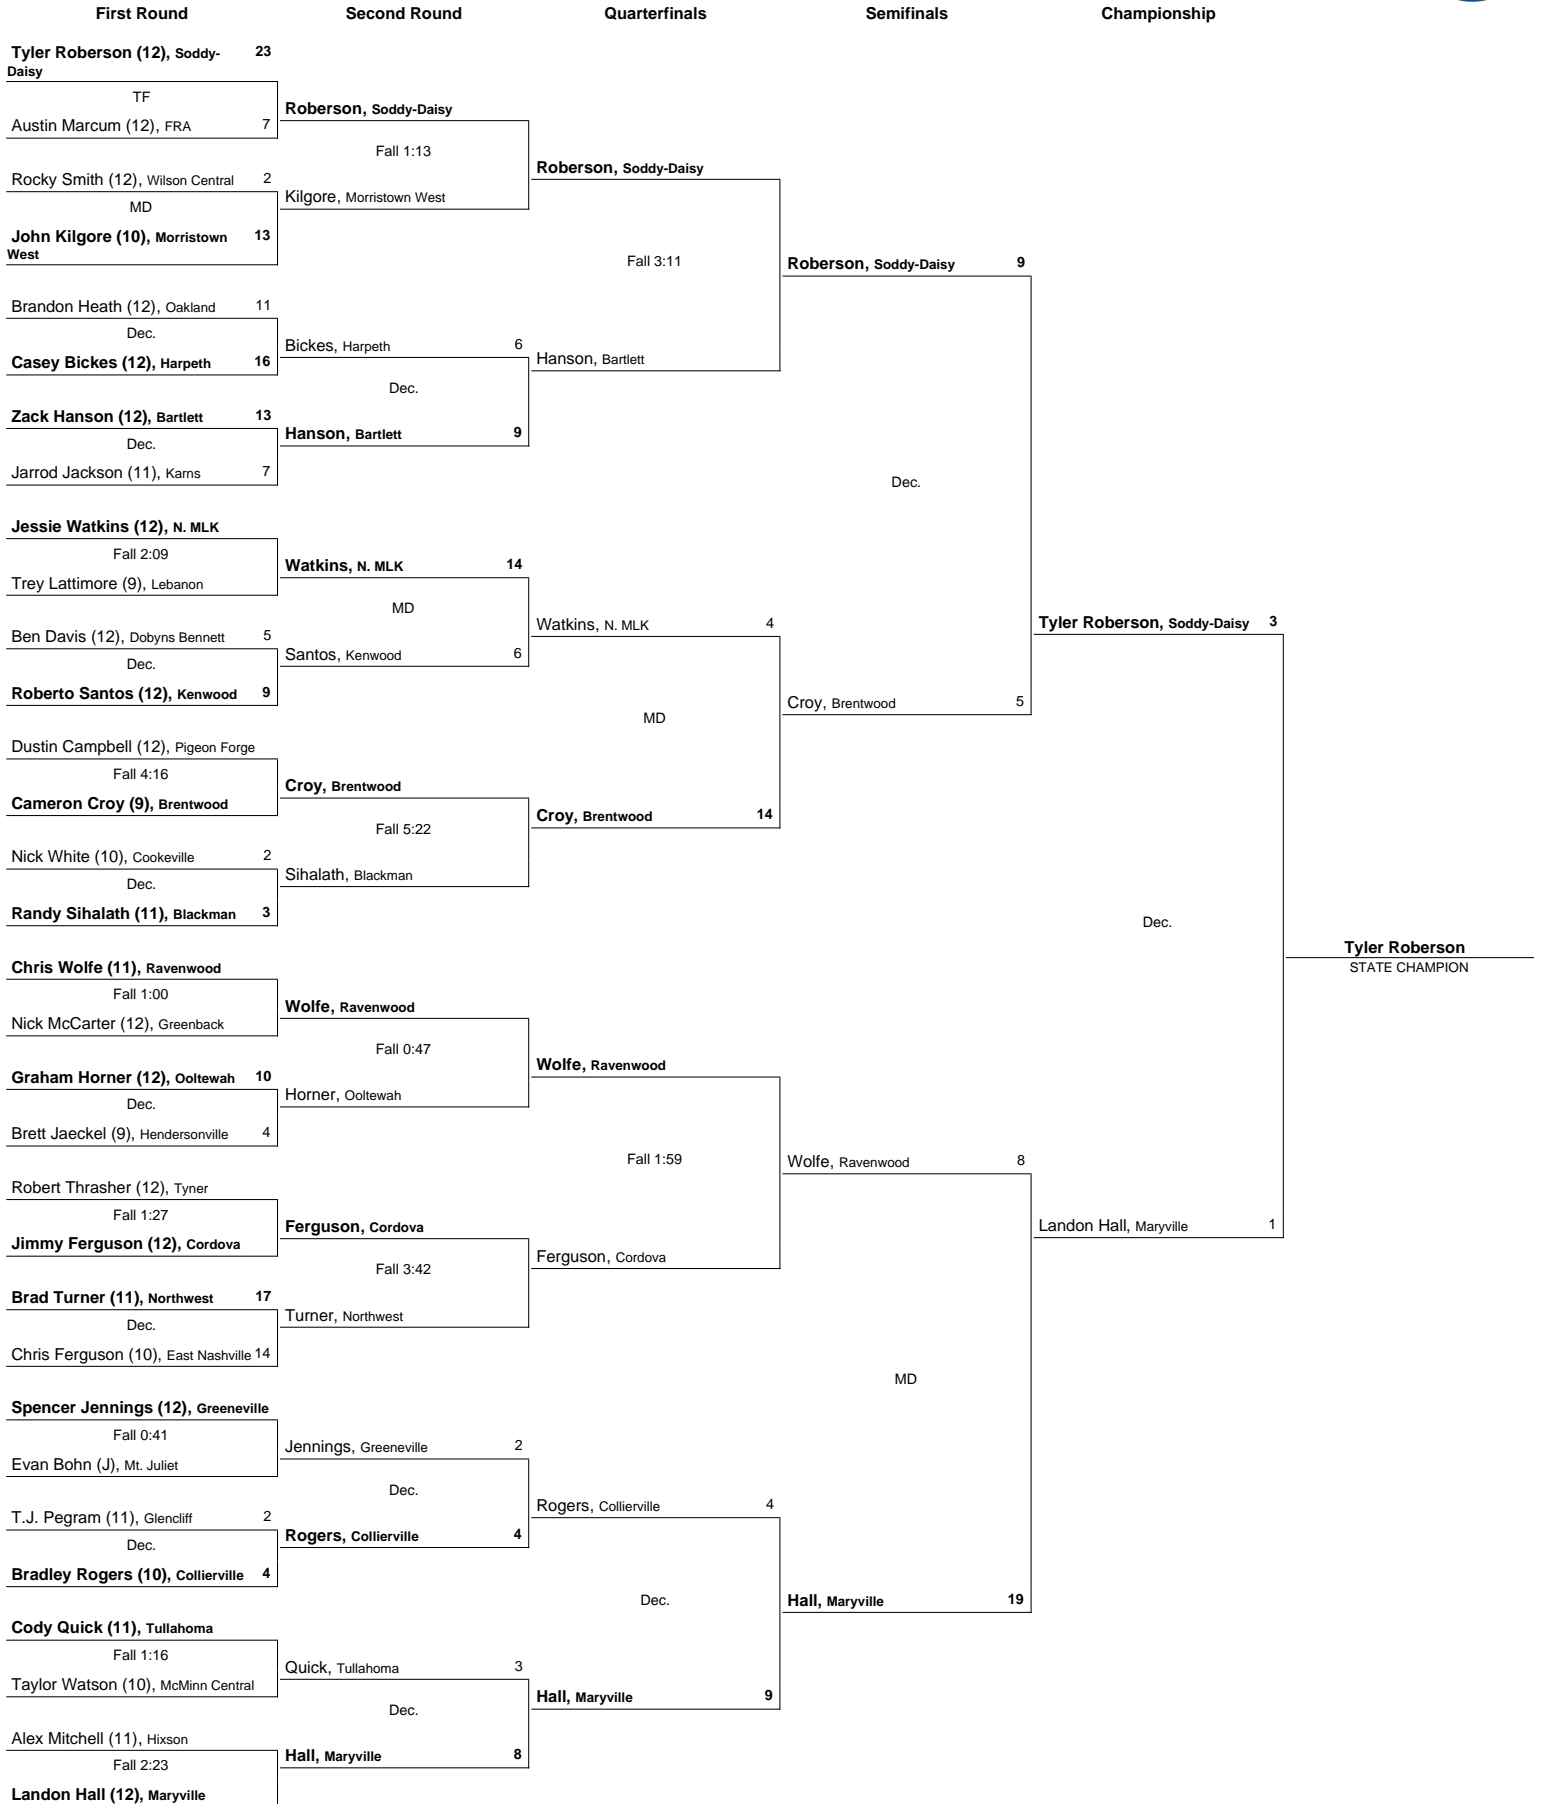 First Round
Second Round
Quarterfinals
Semifinals
Championship
Tyler Roberson (12), Soddy- 23
Daisy
TF
Austin Marcum (12), FRA 7
Rocky Smith (12), Wilson Central 2
MD
John Kilgore (10), Morristown 13
West
Brandon Heath (12), Oakland 11
Dec.
Casey Bickes (12), Harpeth 16
Zack Hanson (12), Bartlett 13
Dec.
Jarrod Jackson (11), Karns 7
Jessie Watkins (12), N. MLK
Fall 2:09
Trey Lattimore (9), Lebanon
Ben Davis (12), Dobyns Bennett 5
Dec.
Roberto Santos (12), Kenwood 9
Dustin Campbell (12), Pigeon Forge
Fall 4:16
Cameron Croy (9), Brentwood
Nick White (10), Cookeville 2
Dec.
Randy Sihalath (11), Blackman 3
Chris Wolfe (11), Ravenwood
Fall 1:00
Nick McCarter (12), Greenback
Graham Horner (12), Ooltewah 10
Dec.
Brett Jaeckel (9), Hendersonville 4
Robert Thrasher (12), Tyner
Fall 1:27
Jimmy Ferguson (12), Cordova
Brad Turner (11), Northwest 17
Dec.
Chris Ferguson (10), East Nashville 14
Spencer Jennings (12), Greeneville
Fall 0:41
Evan Bohn (J), Mt. Juliet
T.J. Pegram (11), Glencliff 2
Dec.
Bradley Rogers (10), Collierville 4
Cody Quick (11), Tullahoma
Fall 1:16
Taylor Watson (10), McMinn Central
Alex Mitchell (11), Hixson
Fall 2:23
Landon Hall (12), Maryville
Roberson, Soddy-Daisy
Fall 1:13
Kilgore, Morristown West
Bickes, Harpeth 6
Dec.
Hanson, Bartlett 9
Watkins, N. MLK 14
MD
Santos, Kenwood 6
Croy, Brentwood
Fall 5:22
Sihalath, Blackman
Wolfe, Ravenwood
Fall 0:47
Horner, Ooltewah
Ferguson, Cordova
Fall 3:42
Turner, Northwest
Jennings, Greeneville 2
Dec.
Rogers, Collierville 4
Quick, Tullahoma 3
Dec.
Hall, Maryville 8
Roberson, Soddy-Daisy
Fall 3:11
Hanson, Bartlett
Watkins, N. MLK 4
MD
Croy, Brentwood 14
Wolfe, Ravenwood
Fall 1:59
Ferguson, Cordova
Rogers, Collierville 4
Dec.
Hall, Maryville 9
Roberson, Soddy-Daisy 9
Dec.
Croy, Brentwood 5
Wolfe, Ravenwood 8
MD
Hall, Maryville 19
Tyler Roberson, Soddy-Daisy 3
Dec.
Landon Hall, Maryville 1
Tyler Roberson
STATE CHAMPION